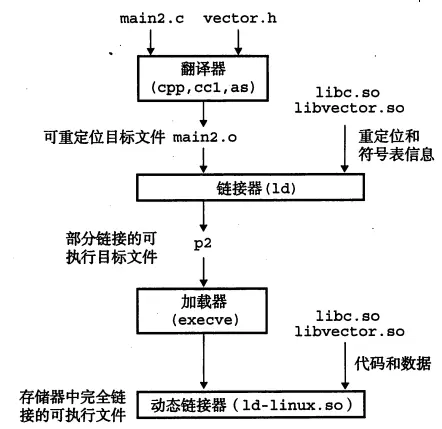 main2.c vector.h
翻译器
(cpp,cc1,as)
libc.so
libvector.so
可重定位目标文件 main2.o
重定位和
符号表信息
链接器(ld)
部分链接的可
执行目标文件
p2
加载器
(execve)
libc.so
libvector.so
代码和数据
存储器中完全链
接的可执行文件
动态链接器(ld-linux.so)